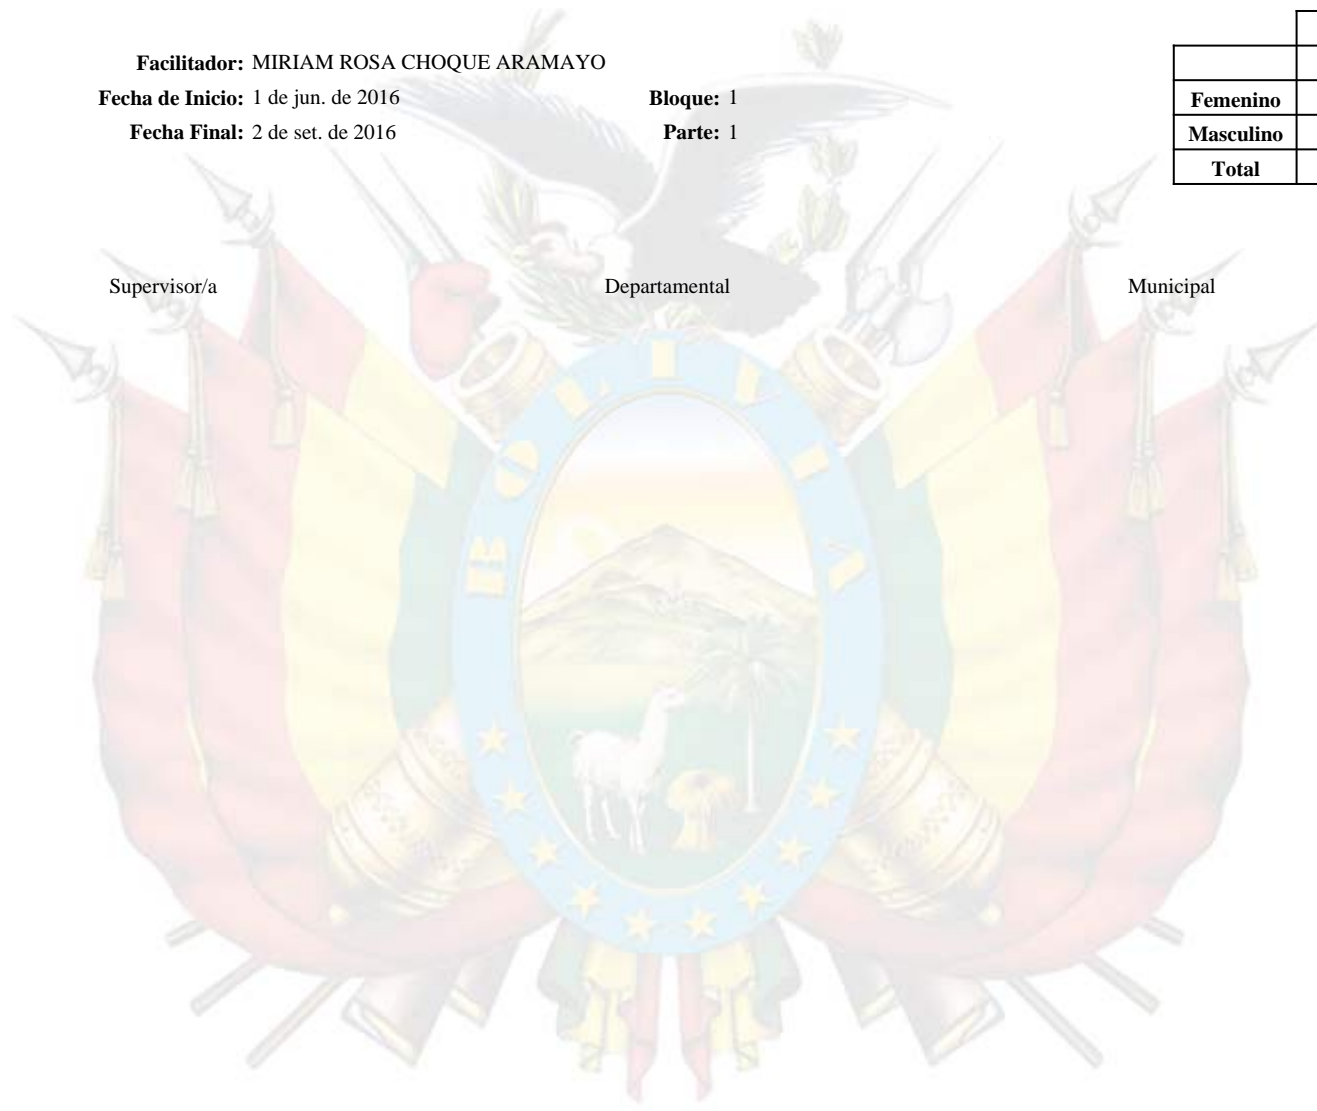 Facilitador: MIRIAM ROSA CHOQUE ARAMAYO
Fecha de Inicio: 1 de jun. de 2016 Bloque: 1
Fecha Final: 2 de set. de 2016 Parte: 1
Femenino
Masculino
Total
Supervisor/a Departamental Municipal
BOLIVIA